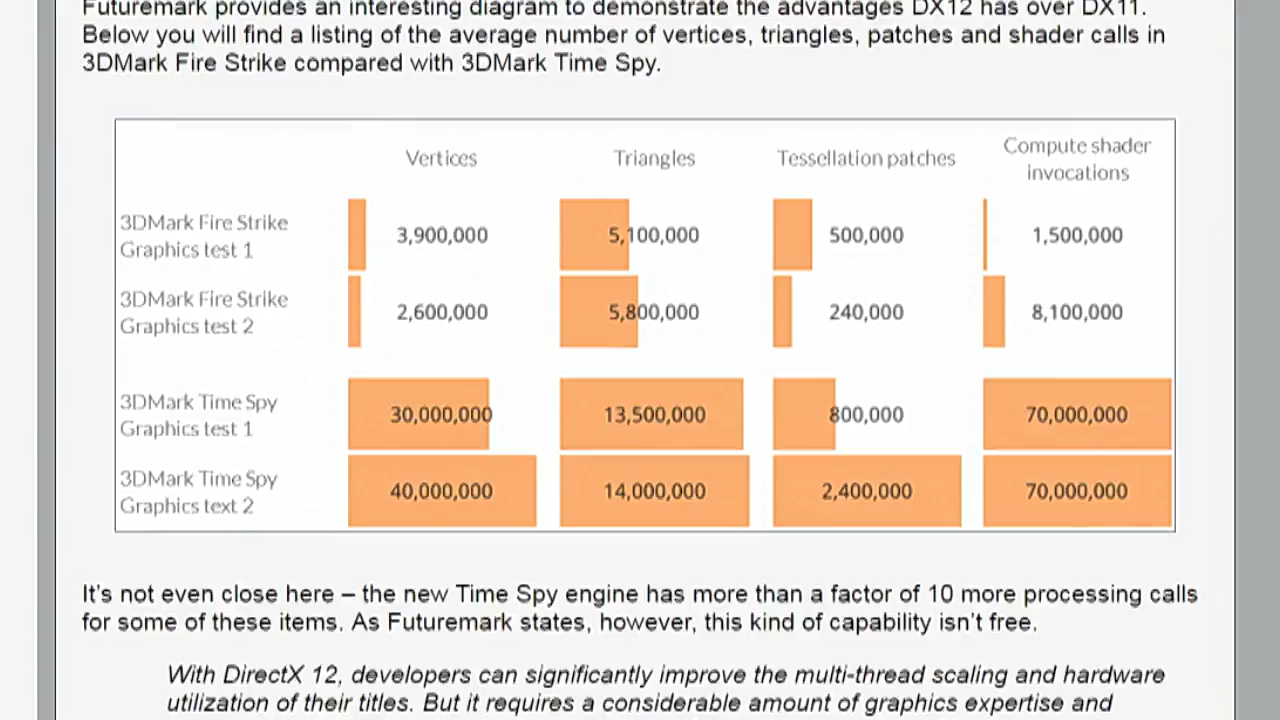 Futuremark provides an interesting diagram to demonstrate the advantages DX12 has over DX11.
Below you will find a listing of the average number of vertices, triangles, patches and shader calls in
3DMark Fire Strike compared with 3DMark Time Spy.
Vertices Triangles Tessellation patches Compute shader
invocations
3DMark Fire Strike
Graphics test 1
3,900,000 5,100,000 500,000 1,500,000
3DMark Fire Strike
Graphics test 2
2,600,000 5,800,000 240,000 8,100,000
3DMark Time Spy
Graphics test 1
30,000,000 13,500,000 800,000 70,000,000
3DMark Time Spy
Graphics text 2
40,000,000 14,000,000 2,400,000 70,000,000
It's not even close here – the new Time Spy engine has more than a factor of 10 more processing calls
for some of these items. As Futuremark states, however, this kind of capability isn't free.
With DirectX 12, developers can significantly improve the multi-thread scaling and hardware
utilization of their titles. But it requires a considerable amount of graphics expertise and